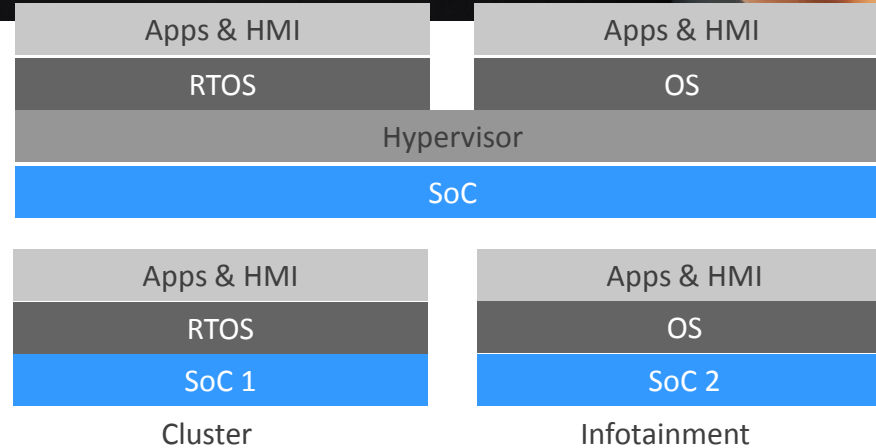 Apps & HMI
Apps & HMI
RTOS
OS
Hypervisor
SoC
Apps & HMI
Apps & HMI
RTOS
OS
SoC 1
SoC 2
Cluster
Infotainment